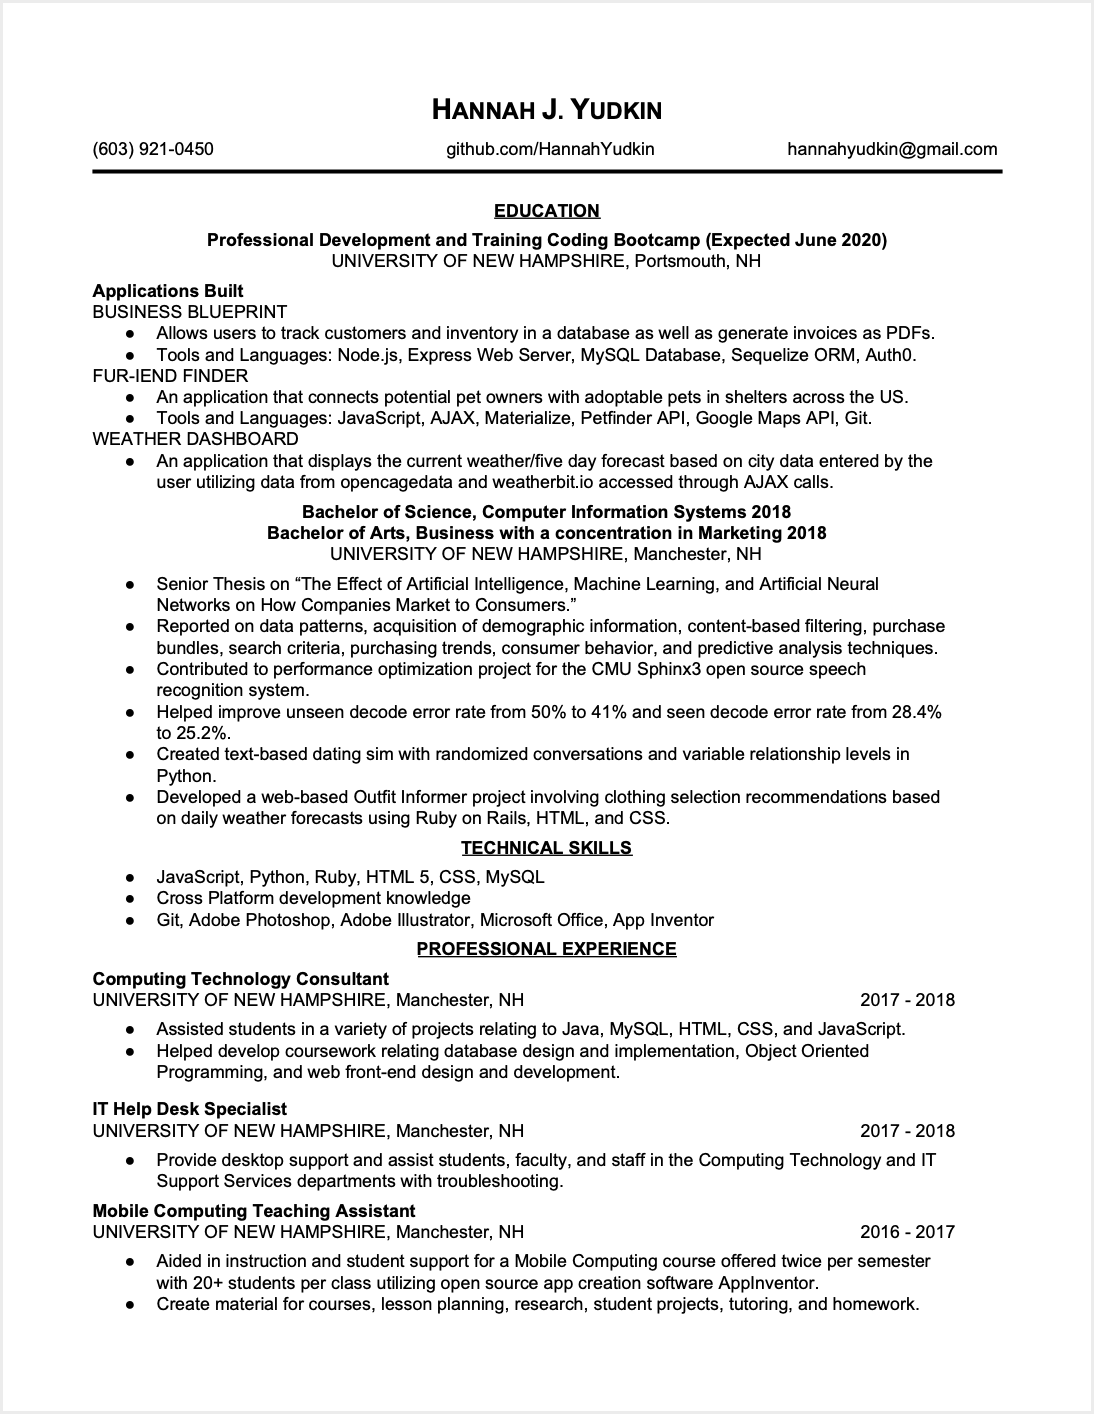 HANNAH J. YUDKIN
(603) 921-0450 github.com/HannahYudkin hannahyudkin@gmail.com
EDUCATION
Professional Development and Training Coding Bootcamp (Expected June 2020)
UNIVERSITY OF NEW HAMPSHIRE, Portsmouth, NH
Applications Built
BUSINESS BLUEPRINT
● Allows users to track customers and inventory in a database as well as generate invoices as PDFs.
● Tools and Languages: Node.js, Express Web Server, MySQL Database, Sequelize ORM, Auth0.
FUR-IEND FINDER
● An application that connects potential pet owners with adoptable pets in shelters across the US.
● Tools and Languages: JavaScript, AJAX, Materialize, Petfinder API, Google Maps API, Git.
WEATHER DASHBOARD
● An application that displays the current weather/five day forecast based on city data entered by the
user utilizing data from opencagedata and weatherbit.io accessed through AJAX calls.
Bachelor of Science, Computer Information Systems 2018
Bachelor of Arts, Business with a concentration in Marketing 2018
UNIVERSITY OF NEW HAMPSHIRE, Manchester, NH
● Senior Thesis on “The Effect of Artificial Intelligence, Machine Learning, and Artificial Neural
Networks on How Companies Market to Consumers.”
● Reported on data patterns, acquisition of demographic information, content-based filtering, purchase
bundles, search criteria, purchasing trends, consumer behavior, and predictive analysis techniques.
● Contributed to performance optimization project for the CMU Sphinx3 open source speech
recognition system.
● Helped improve unseen decode error rate from 50% to 41% and seen decode error rate from 28.4%
to 25.2%.
● Created text-based dating sim with randomized conversations and variable relationship levels in
Python.
● Developed a web-based Outfit Informer project involving clothing selection recommendations based
on daily weather forecasts using Ruby on Rails, HTML, and CSS.
TECHNICAL SKILLS
● JavaScript, Python, Ruby, HTML 5, CSS, MySQL
● Cross Platform development knowledge
● Git, Adobe Photoshop, Adobe Illustrator, Microsoft Office, App Inventor
PROFESSIONAL EXPERIENCE
Computing Technology Consultant
UNIVERSITY OF NEW HAMPSHIRE, Manchester, NH 2017 - 2018
● Assisted students in a variety of projects relating to Java, MySQL, HTML, CSS, and JavaScript.
● Helped develop coursework relating database design and implementation, Object Oriented
Programming, and web front-end design and development.
IT Help Desk Specialist
UNIVERSITY OF NEW HAMPSHIRE, Manchester, NH 2017 - 2018
● Provide desktop support and assist students, faculty, and staff in the Computing Technology and IT
Support Services departments with troubleshooting.
Mobile Computing Teaching Assistant
UNIVERSITY OF NEW HAMPSHIRE, Manchester, NH 2016 - 2017
● Aided in instruction and student support for a Mobile Computing course offered twice per semester
with 20+ students per class utilizing open source app creation software AppInventor.
● Create material for courses, lesson planning, research, student projects, tutoring, and homework.